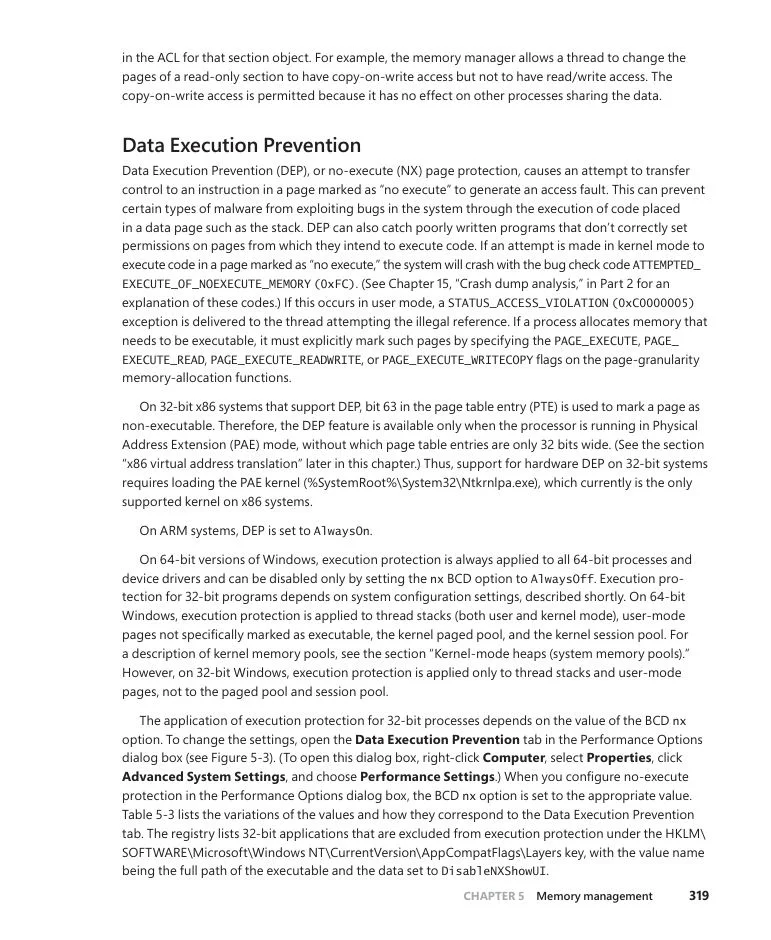 in the ACL for that section object. For example, the memory manager allows a thread to change the
pages of a read-only section to have copy-on-write access but not to have read/write access. The
copy-on-write access is permitted because it has no effect on other processes sharing the data.
Data Execution Prevention
Data Execution Prevention (DEP), or no-execute (NX) page protection, causes an attempt to transfer
control to an instruction in a page marked as “no execute” to generate an access fault. This can prevent
certain types of malware from exploiting bugs in the system through the execution of code placed
in a data page such as the stack. DEP can also catch poorly written programs that don’t correctly set
permissions on pages from which they intend to execute code. If an attempt is made in kernel mode to
execute code in a page marked as “no execute,” the system will crash with the bug check code ATTEMPTED_
EXECUTE_OF_NOEXECUTE_MEMORY (0xFC). (See Chapter 15, “Crash dump analysis,” in Part 2 for an
explanation of these codes.) If this occurs in user mode, a STATUS_ACCESS_VIOLATION (0xC0000005)
exception is delivered to the thread attempting the illegal reference. If a process allocates memory that
needs to be executable, it must explicitly mark such pages by specifying the PAGE_EXECUTE, PAGE_
EXECUTE_READ, PAGE_EXECUTE_READWRITE, or PAGE_EXECUTE_WRITECOPY flags on the page-granularity
memory-allocation functions.
On 32-bit x86 systems that support DEP, bit 63 in the page table entry (PTE) is used to mark a page as
non-executable. Therefore, the DEP feature is available only when the processor is running in Physical
Address Extension (PAE) mode, without which page table entries are only 32 bits wide. (See the section
“x86 virtual address translation” later in this chapter.) Thus, support for hardware DEP on 32-bit systems
requires loading the PAE kernel (%SystemRoot%\System32\Ntkrnlpa.exe), which currently is the only
supported kernel on x86 systems.
On ARM systems, DEP is set to AlwaysOn.
On 64-bit versions of Windows, execution protection is always applied to all 64-bit processes and
device drivers and can be disabled only by setting the nx BCD option to AlwaysOff. Execution pro-
tection for 32-bit programs depends on system configuration settings, described shortly. On 64-bit
Windows, execution protection is applied to thread stacks (both user and kernel mode), user-mode
pages not specifically marked as executable, the kernel paged pool, and the kernel session pool. For
a description of kernel memory pools, see the section “Kernel-mode heaps (system memory pools).”
However, on 32-bit Windows, execution protection is applied only to thread stacks and user-mode
pages, not to the paged pool and session pool.
The application of execution protection for 32-bit processes depends on the value of the BCD nx
option. To change the settings, open the Data Execution Prevention tab in the Performance Options
dialog box (see Figure 5-3). (To open this dialog box, right-click Computer, select Properties, click
Advanced System Settings, and choose Performance Settings.) When you configure no-execute
protection in the Performance Options dialog box, the BCD nx option is set to the appropriate value.
Table 5-3 lists the variations of the values and how they correspond to the Data Execution Prevention
tab. The registry lists 32-bit applications that are excluded from execution protection under the HKLM\
SOFTWARE\Microsoft\Windows NT\CurrentVersion\AppCompatFlags\Layers key, with the value name
being the full path of the executable and the data set to DisableNXShowUI.
CHAPTER 5 Memory management 319